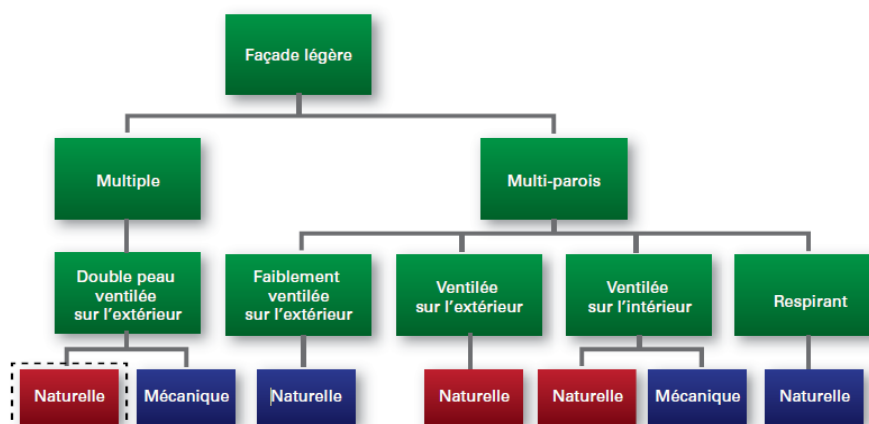 Façade légère
Multiple
Multi-parois
Double peau
ventilée
sur l'extérieur
Faiblement
ventilée
sur l'extérieur
Ventilée
sur l'extérieur
Ventilée
sur l'intérieur
Respirant
Naturelle
Mécanique
Naturelle
Naturelle
Naturelle
Mécanique
Naturelle